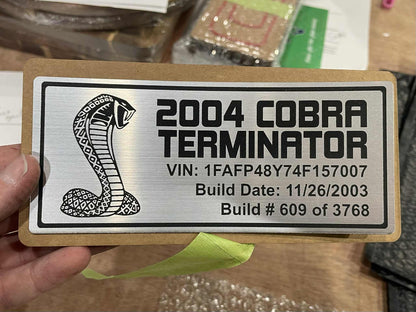 2004 COBRA
TERMINATOR
VIN: 1FAFP48Y74F157007
Build Date: 11/26/2003
Build # 609 of 3768